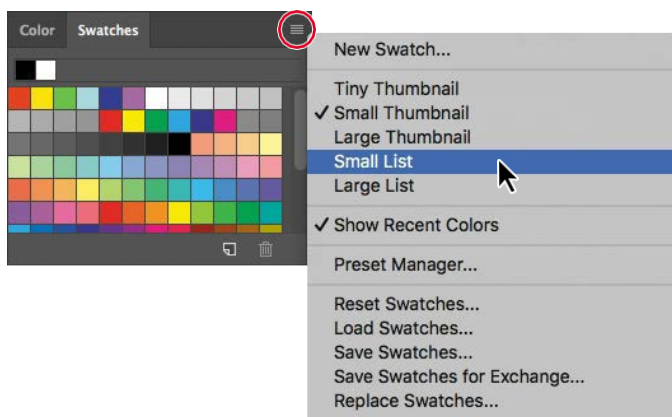 Color Swatches
New Swatch...
Tiny Thumbnail
✓ Small Thumbnail
Large Thumbnail
Small List
Large List
✓ Show Recent Colors
Preset Manager...
Reset Swatches...
Load Swatches...
Save Swatches...
Save Swatches for Exchange...
Replace Swatches...